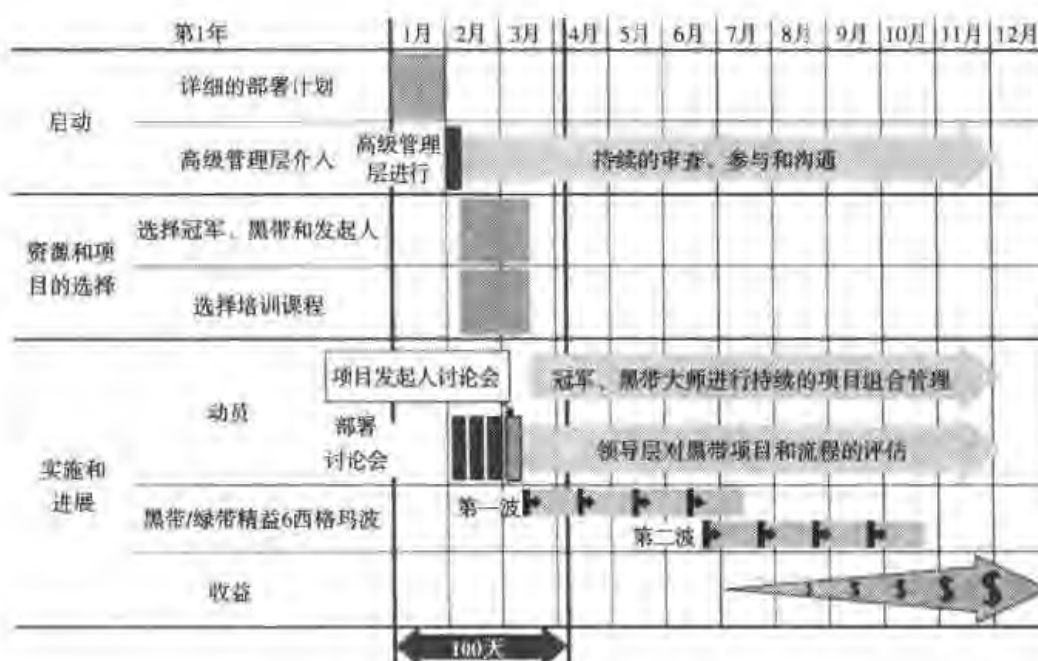 第1年 1月 2月 3月 4月 5月 6月 7月 8月 9月 10月 11月 12月
启动
详细的部署计划
高级管理层介入
高级管理
层进行
持续的审查、参与和沟通
资源和项
目的选择
选择冠军、黑带和发起人
选择培训课程
实施和
进展
动员
项目发起人讨论会
冠军、黑带大师进行持续的项目组合管理
部署
讨论会
领导层对黑带项目和流程的评估
黑带/绿带精益6西格玛波
第一波
第二波
收益
$ $ $ $ $
100天